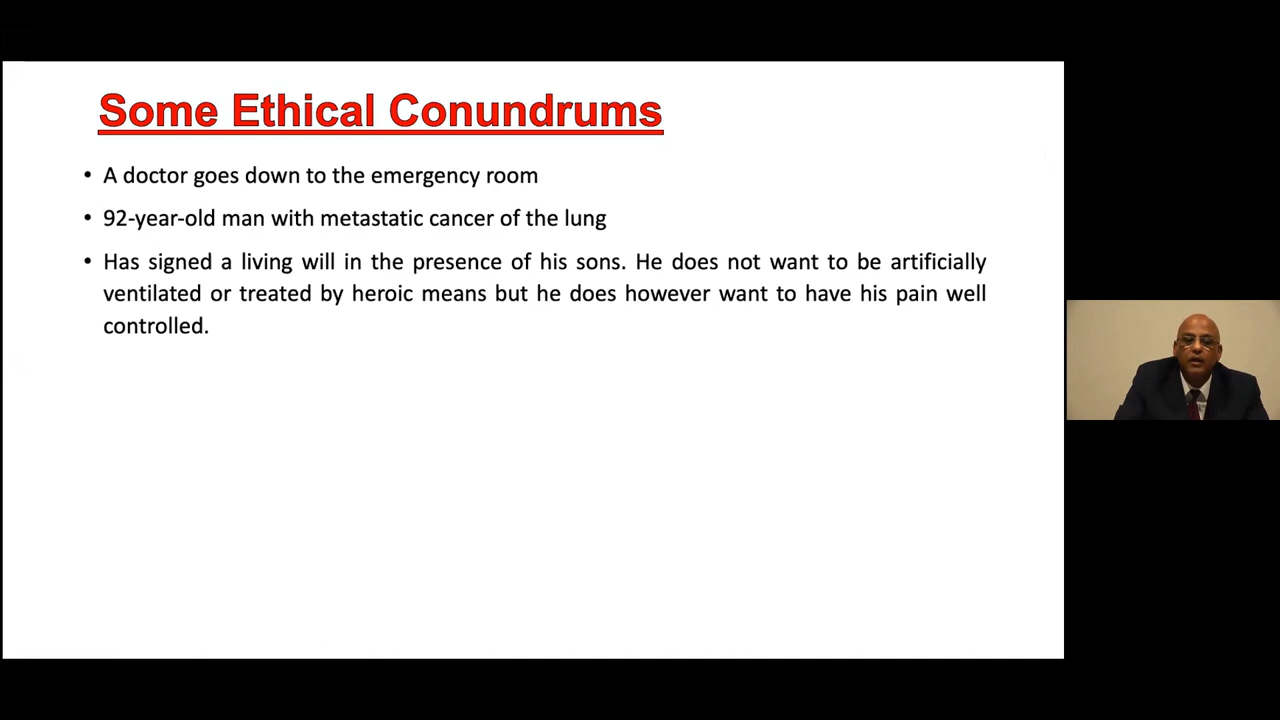 Some Ethical Conundrums
• A doctor goes down to the emergency room
• 92-year-old man with metastatic cancer of the lung
• Has signed a living will in the presence of his sons. He does not want to be artificially
ventilated or treated by heroic means but he does however want to have his pain well
controlled.